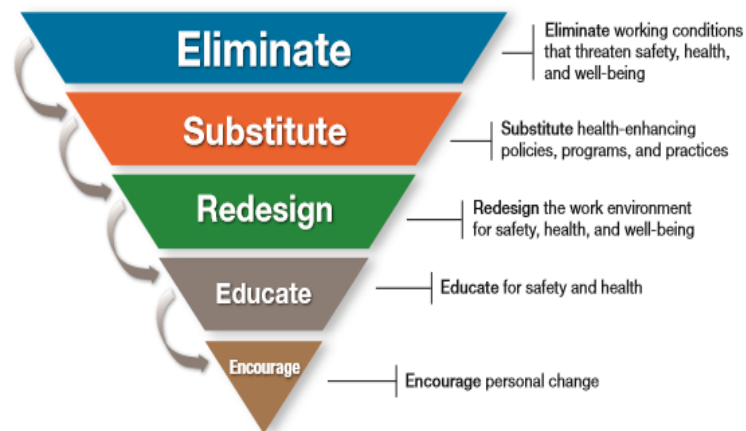 Eliminate
Eliminate working conditions
that threaten safety, health,
and well-being
Substitute
Substitute health-enhancing
policies, programs, and practices
Redesign
Redesign the work environment
for safety, health, and well-being
Educate
Educate for safety and health
Encourage
Encourage personal change